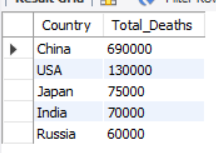 Country Total_Deaths
China 690000
USA 130000
Japan 75000
India 70000
Russia 60000